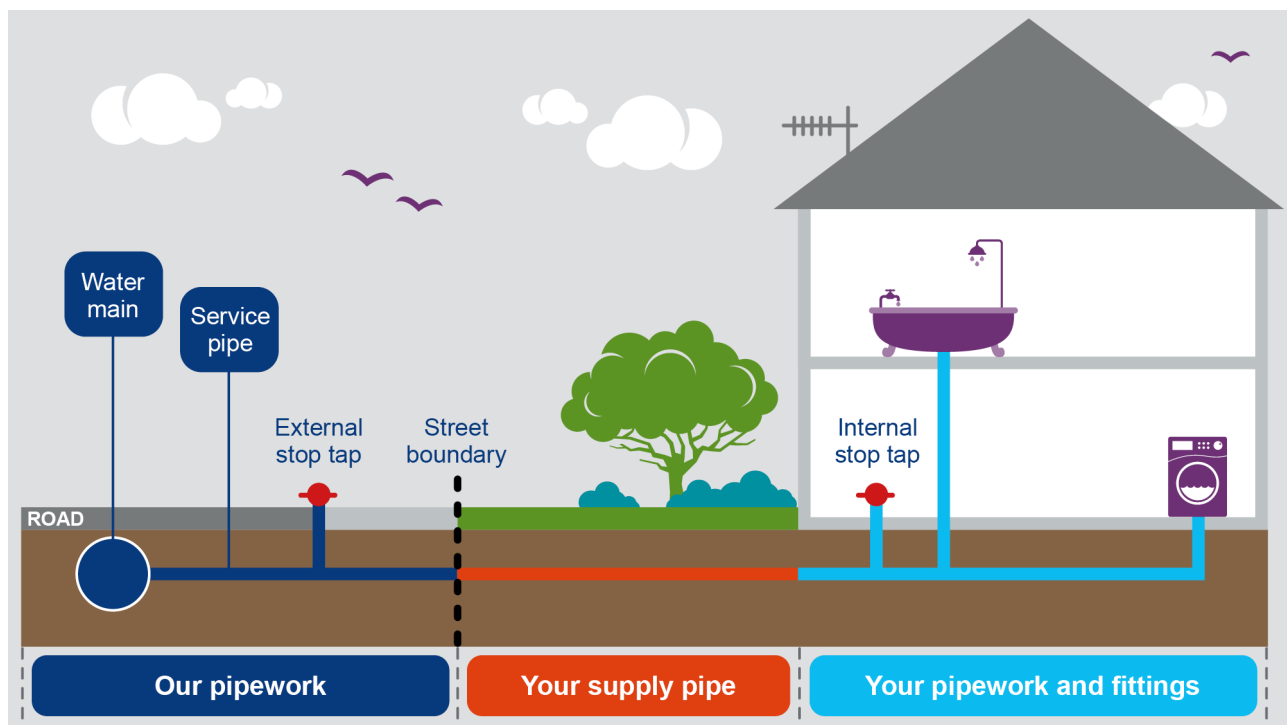 Water
main
Service
pipe
External
stop tap
Street
boundary
Internal
stop tap
ROAD
Our pipework
Your supply pipe
Your pipework and fittings